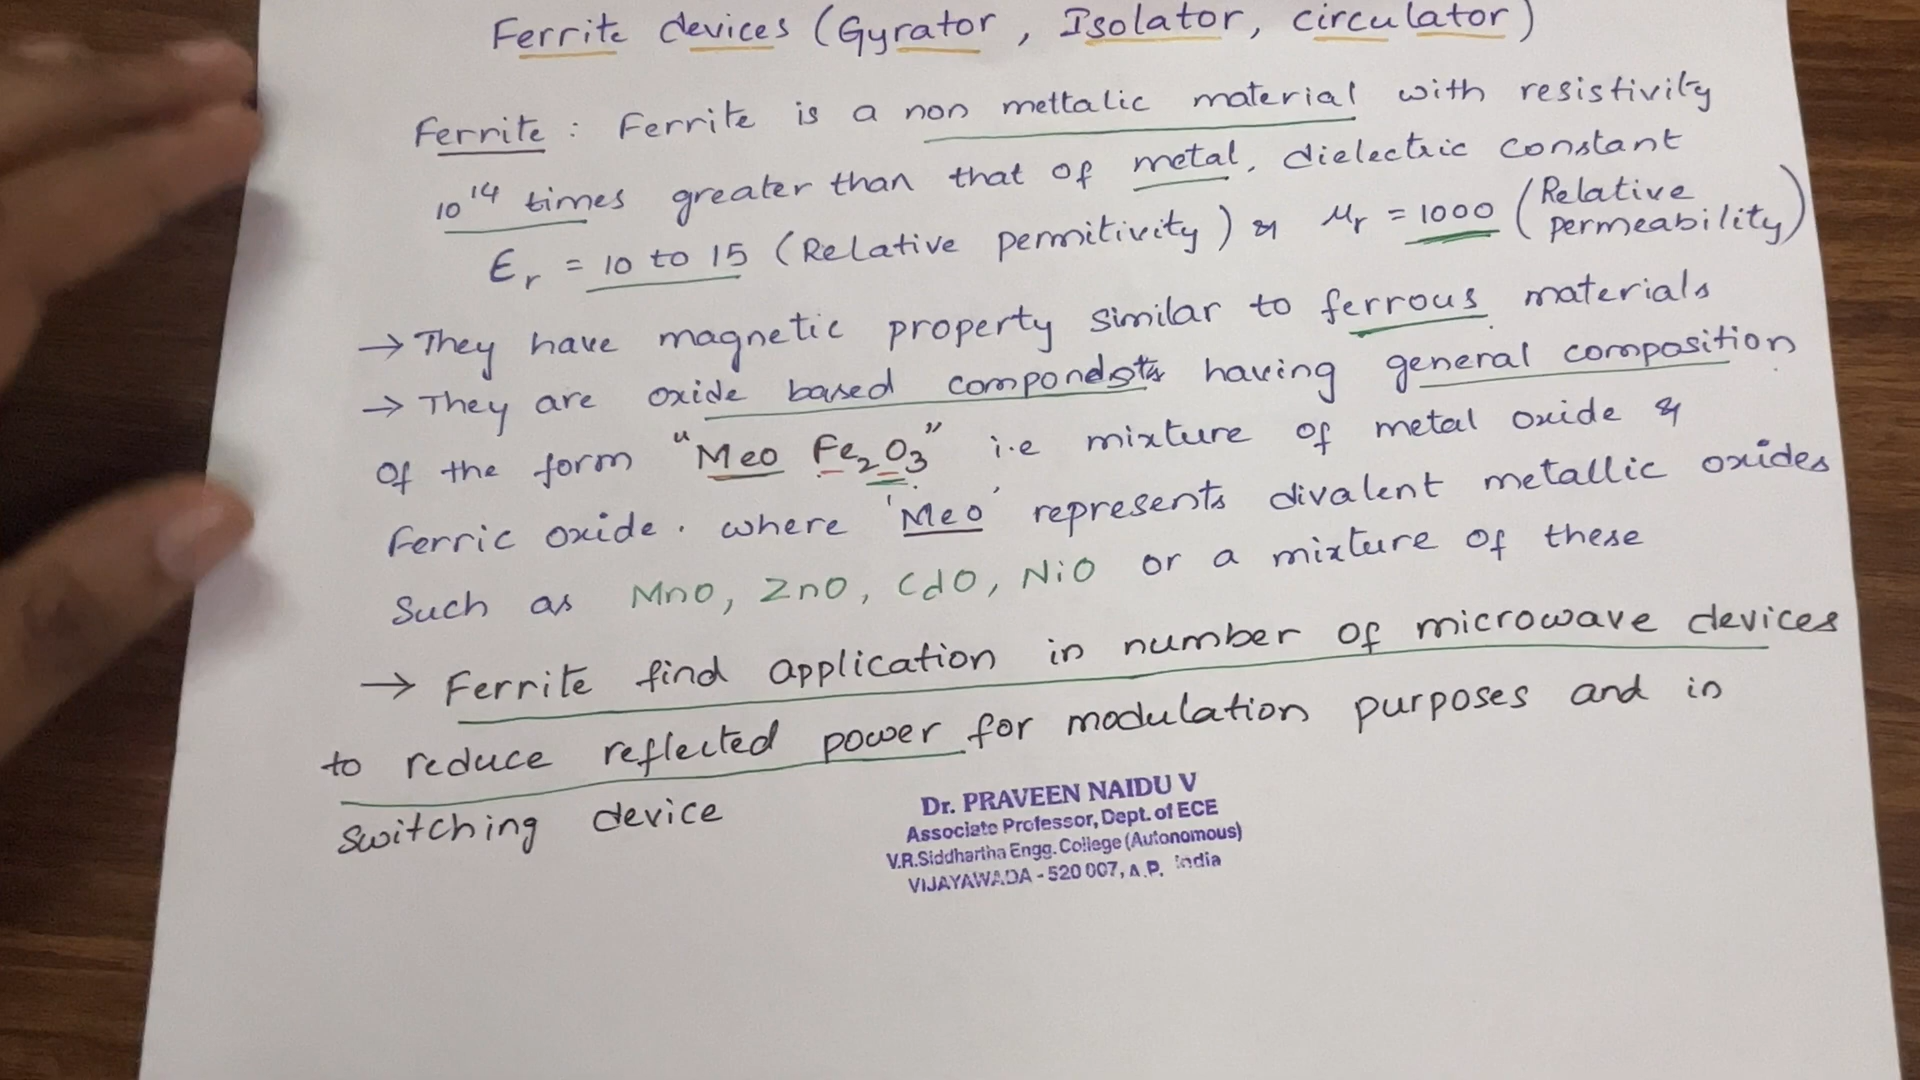 Ferrite devices (Gyrator, Isolator, circulator)
Ferrite : Ferrite is a non mettalic material with resistivity
10^14 times greater than that of metal, dielectric constant
Єr = 10 to 15 (Relative permitivity) & μr = 1000 (Relative permeability)
→ They have magnetic property similar to ferrous materials
→ They are oxide based having general composition
of the form "Meo Fe2O3" i.e mixture of metal oxide &
Ferric oxide. where 'Meo' represents divalent metallic oxides
Such as MnO, ZnO, CdO, NiO or a mixture of these
→ Ferrite find application in number of microwave devices
to reduce reflected power for modulation purposes and in
switching device
Dr. PRAVEEN NAIDU V
Associate Professor, Dept. of ECE
V.R.Siddhartha Engg. College (Autonomous)
VIJAYAWADA - 520 007, A.P. India